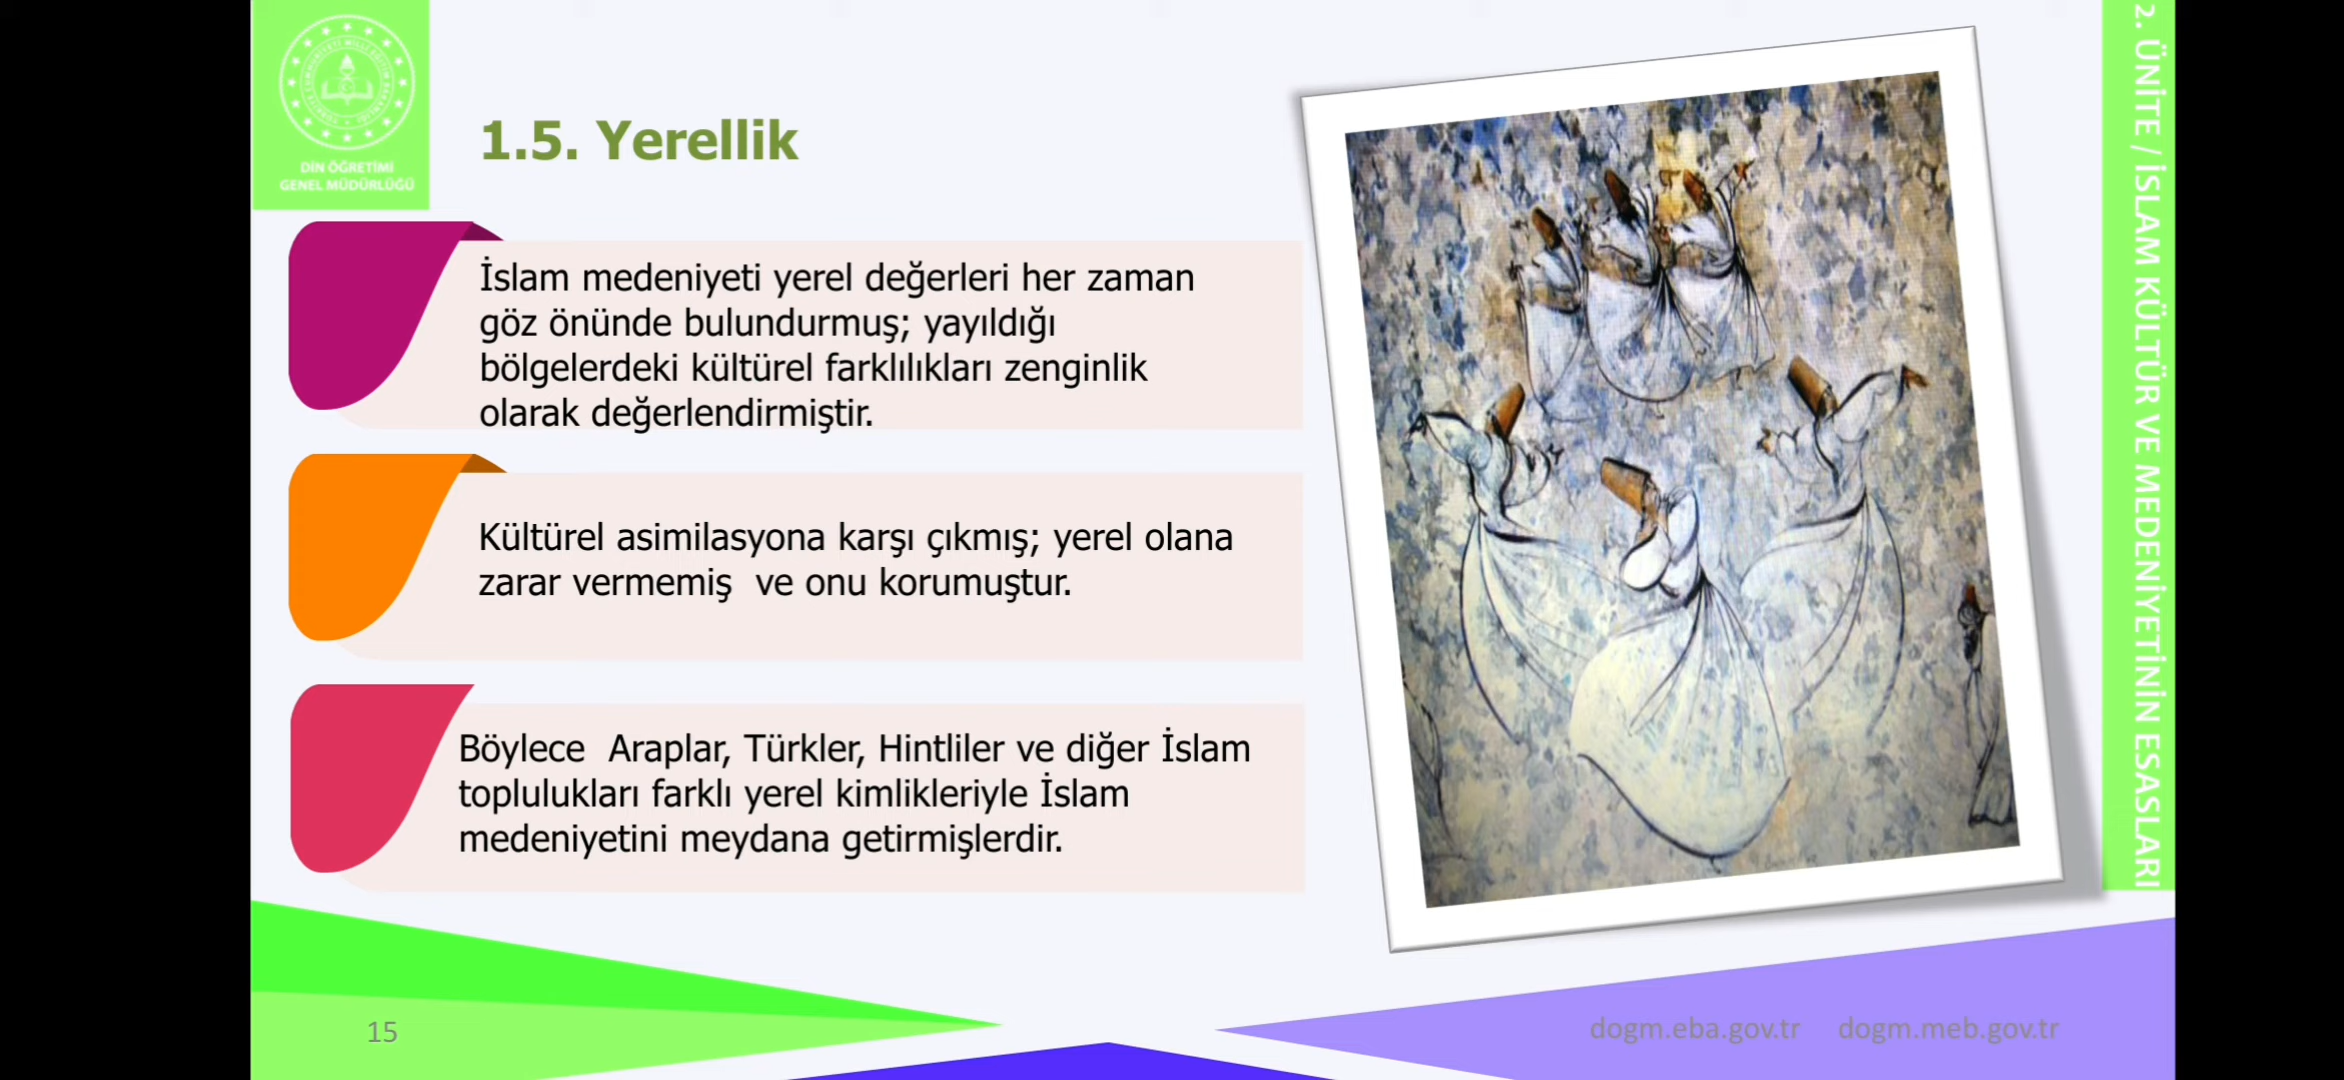 DİN ÖĞRETİMİ
GENEL MÜDÜRLÜĞÜ
1.5. Yerellik
İslam medeniyeti yerel değerleri her zaman
göz önünde bulundurmuş; yayıldığı
bölgelerdeki kültürel farklılıkları zenginlik
olarak değerlendirmiştir.
Kültürel asimilasyona karşı çıkmış; yerel olana
zarar vermemiş  ve onu korumuştur.
Böylece  Araplar, Türkler, Hintliler ve diğer İslam
toplulukları farklı yerel kimlikleriyle İslam
medeniyetini meydana getirmişlerdir.
2. ÜNİTE / İSLAM KÜLTÜR VE MEDENİYETİNİN ESASLARI
15
dogm.eba.gov.tr dogm.meb.gov.tr